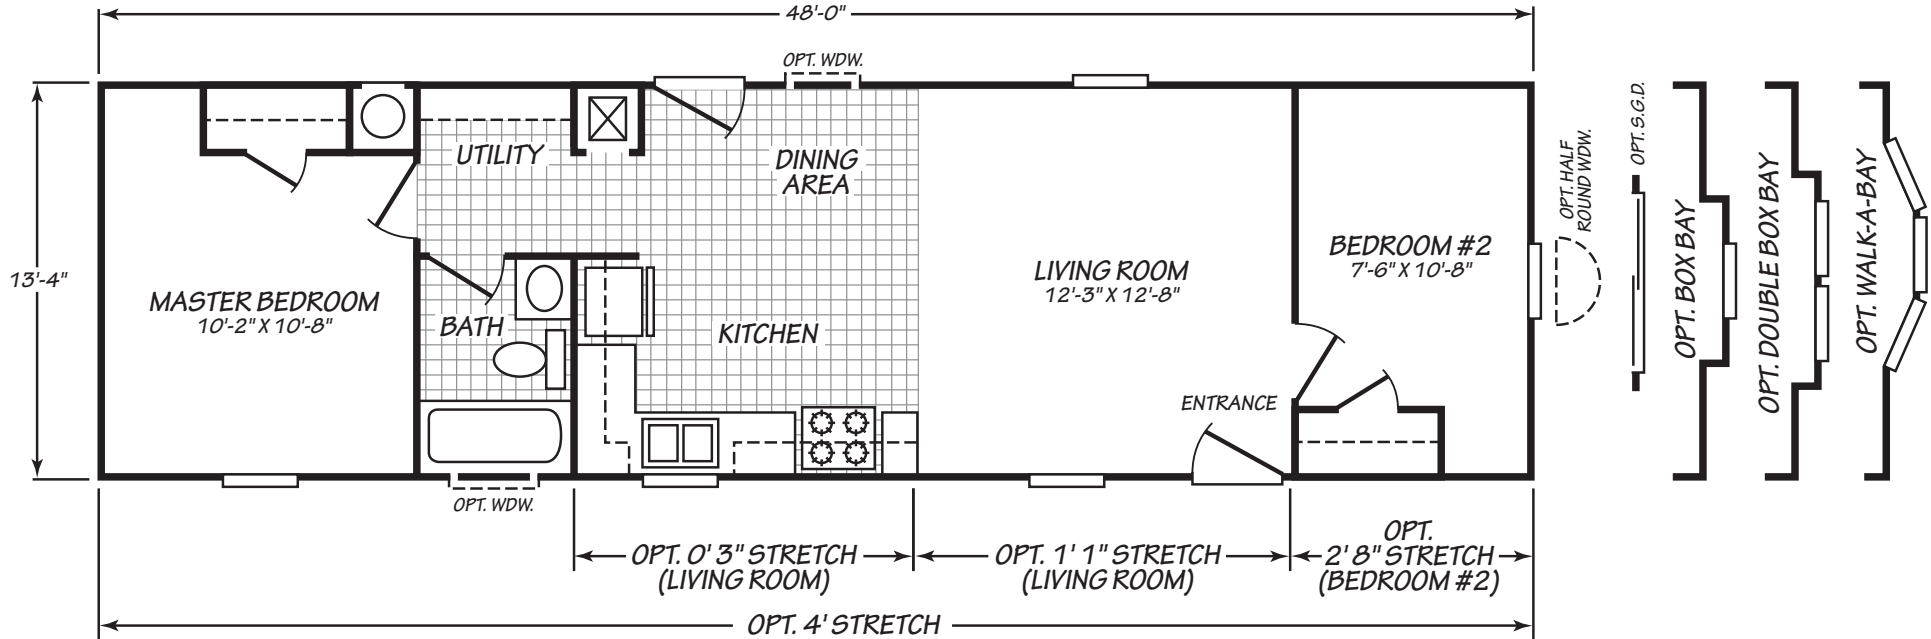 48'-0"
OPT. WDW.
13'-4"
UTILITY
DINING
AREA
MASTER BEDROOM
10'-2" X 10'-8"
BATH
KITCHEN
LIVING ROOM
12'-3" X 12'-8"
BEDROOM #2
7'-6" X 10'-8"
ENTRANCE
OPT. HALF
ROUND WDW.
OPT. S.G.D.
OPT. BOX BAY
OPT. DOUBLE BOX BAY
OPT. WALK-A-BAY
OPT. WDW.
OPT. 0' 3" STRETCH
(LIVING ROOM)
OPT. 1' 1" STRETCH
(LIVING ROOM)
OPT.
2' 8" STRETCH
(BEDROOM #2)
OPT. 4' STRETCH